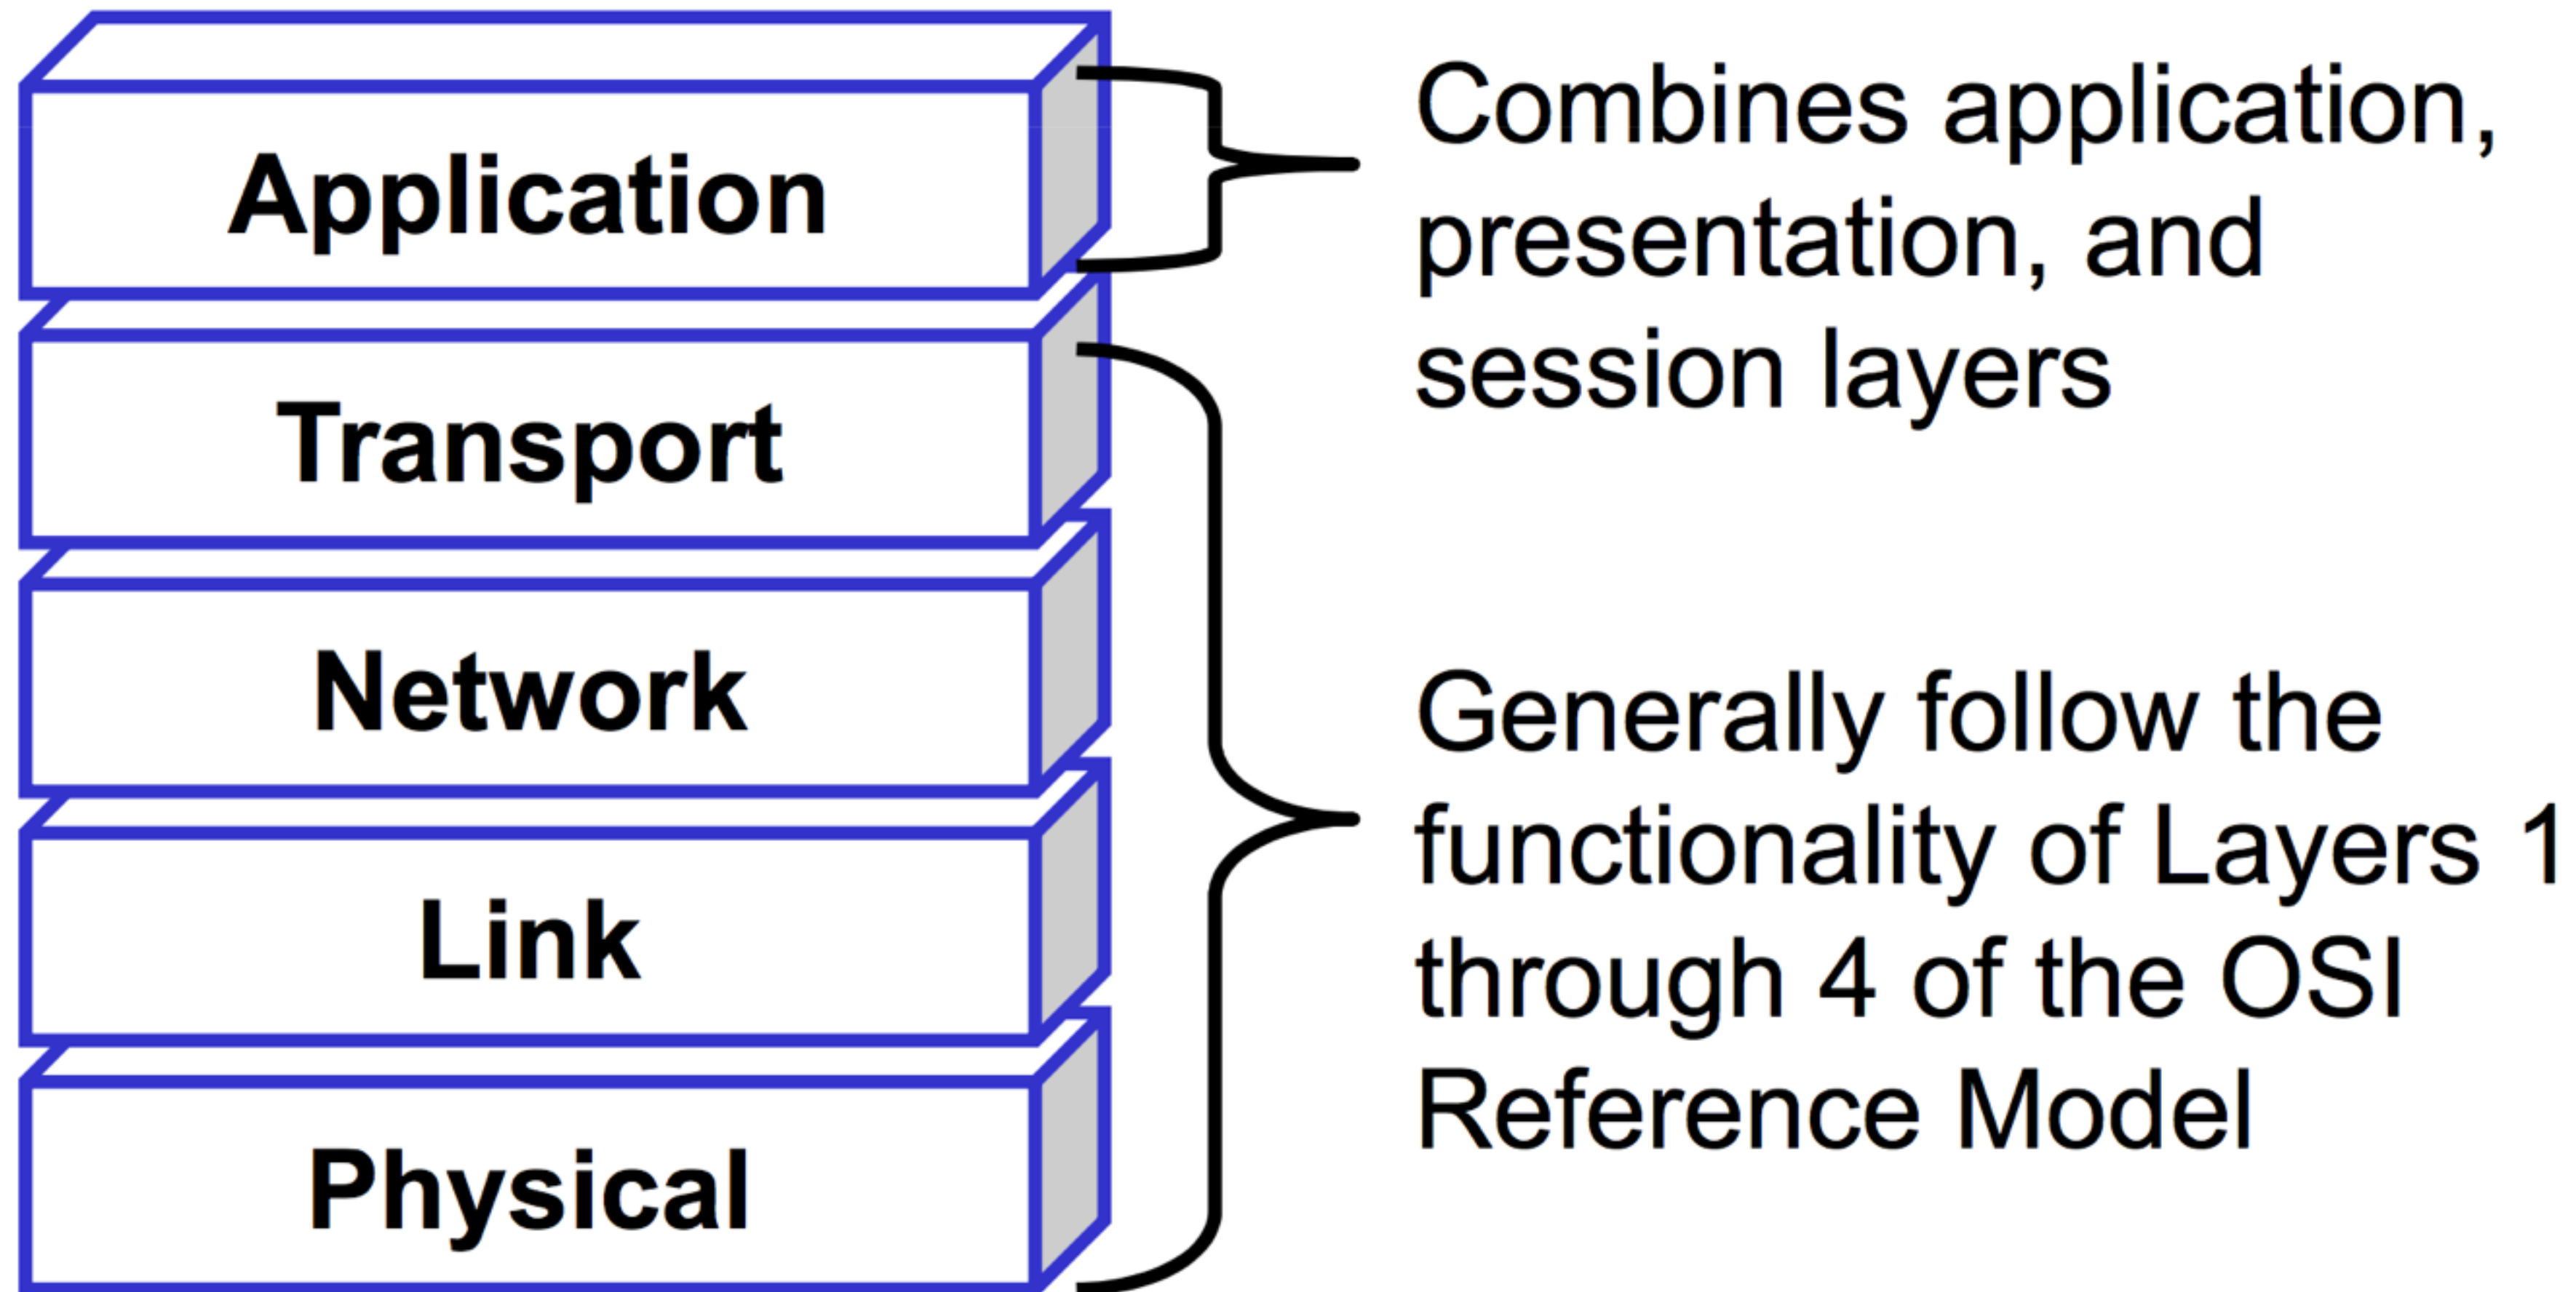 Application
Transport
Network
Link
Physical
Combines application,
presentation, and
session layers
Generally follow the
functionality of Layers 1
through 4 of the OSI
Reference Model